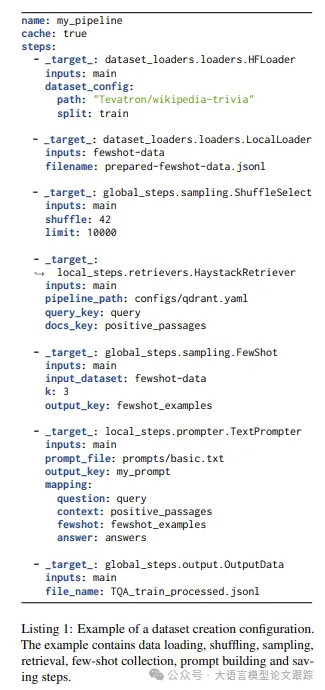 name: my_pipeline
cache: true
steps:
  - _target_: dataset_loaders.loaders.HFLoader
    inputs: main
    dataset_config:
      path: "Tevatron/wikipedia-trivia"
      split: train
  - _target_: dataset_loaders.loaders.LocalLoader
    inputs: fewshot-data
    filename: prepared-fewshot-data.jsonl
  - _target_: global_steps.sampling.ShuffleSelect
    inputs: main
    shuffle: 42
    limit: 10000
  - _target_:
↪ local_steps.retrievers.HaystackRetriever
    inputs: main
    pipeline_path: configs/qdrant.yaml
    query_key: query
    docs_key: positive_passages
  - _target_: global_steps.sampling.FewShot
    inputs: main
    input_dataset: fewshot-data
    k: 3
    output_key: fewshot_examples
  - _target_: local_steps.prompter.TextPrompter
    inputs: main
    prompt_file: prompts/basic.txt
    output_key: my_prompt
    mapping:
      question: query
      context: positive_passages
      fewshot: fewshot_examples
      answer: answers
  - _target_: global_steps.output.OutputData
    inputs: main
    file_name: TQA_train_processed.jsonl
Listing 1: Example of a dataset creation configuration.
The example contains data loading, shuffling, sampling,
retrieval, few-shot collection, prompt building and sav-
ing steps.
公众号 · 大语言模型论文跟踪